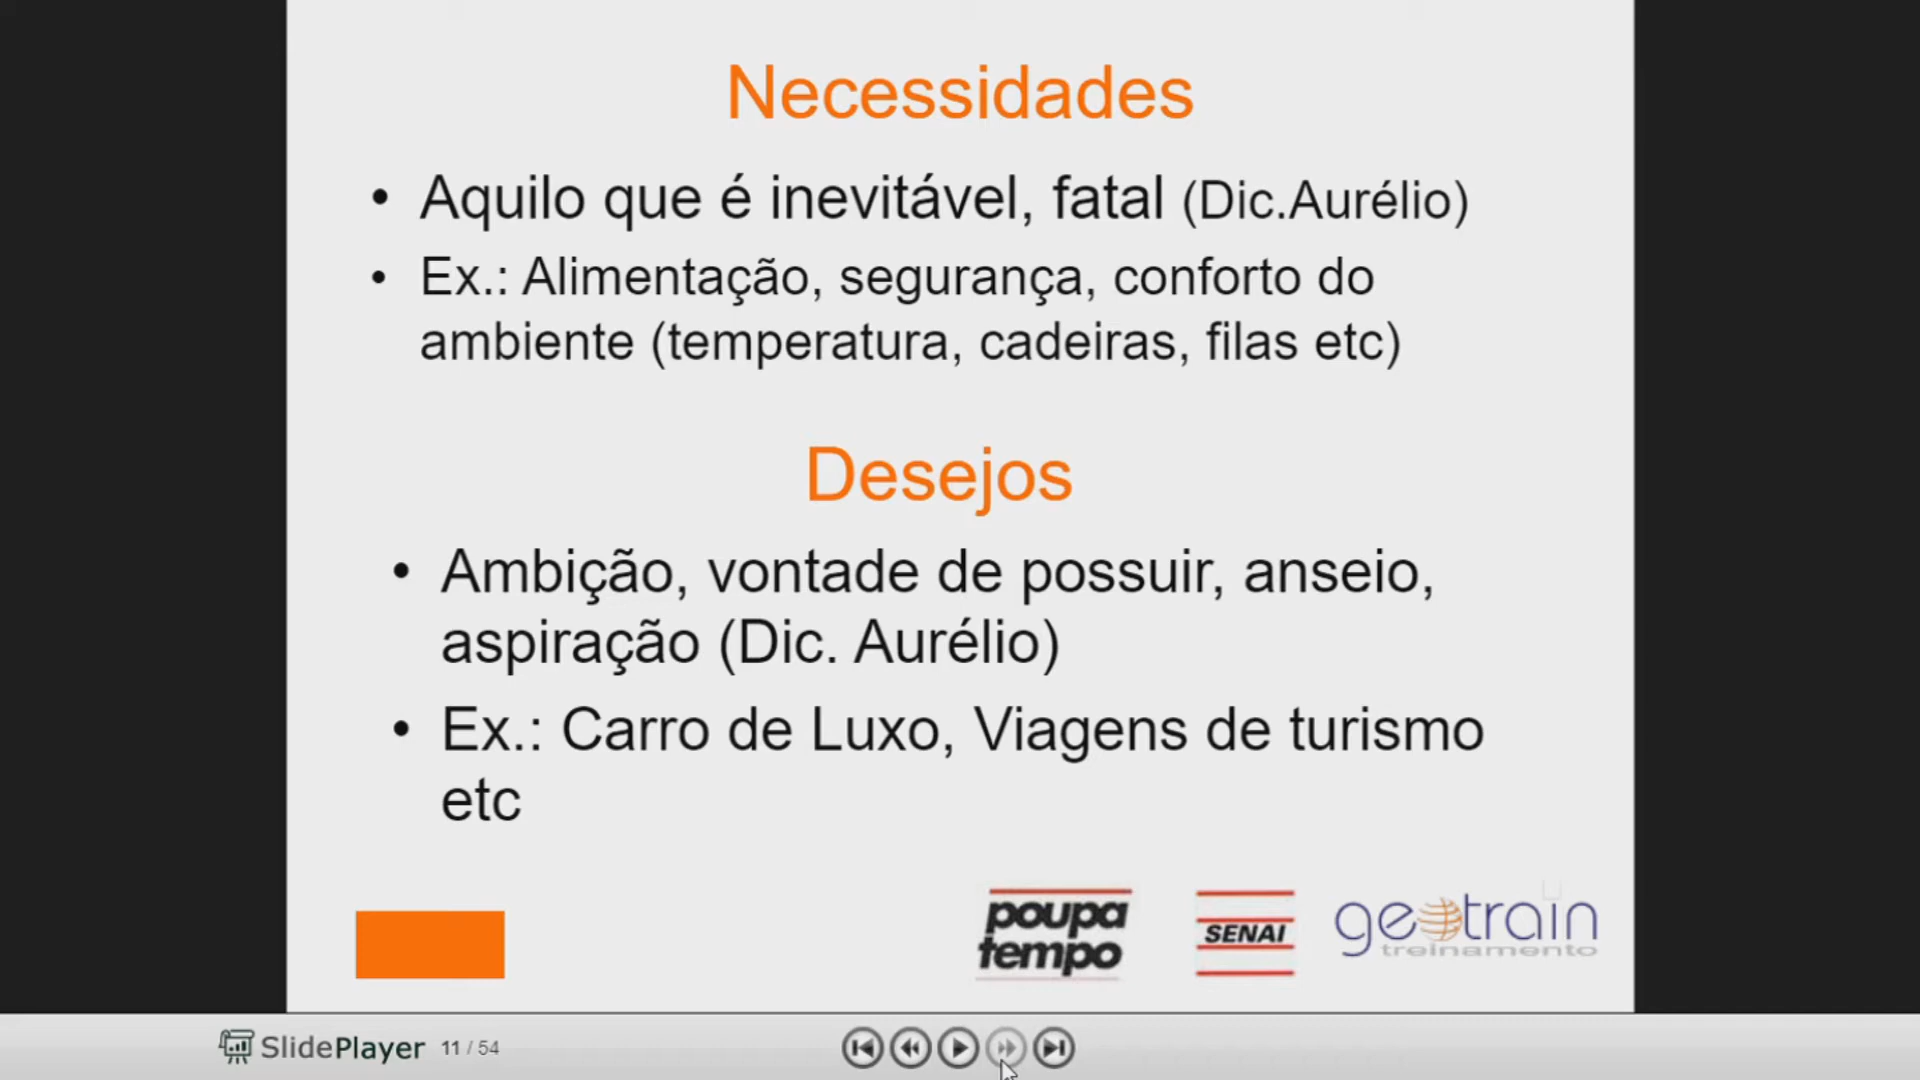 Necessidades
• Aquilo que é inevitável, fatal (Dic.Aurélio)
• Ex.: Alimentação, segurança, conforto do
ambiente (temperatura, cadeiras, filas etc)
Desejos
• Ambição, vontade de possuir, anseio,
aspiração (Dic. Aurélio)
• Ex.: Carro de Luxo, Viagens de turismo
etc
poupa
tempo
SENAI
geotrain
treinamento
SlidePlayer 11 / 54